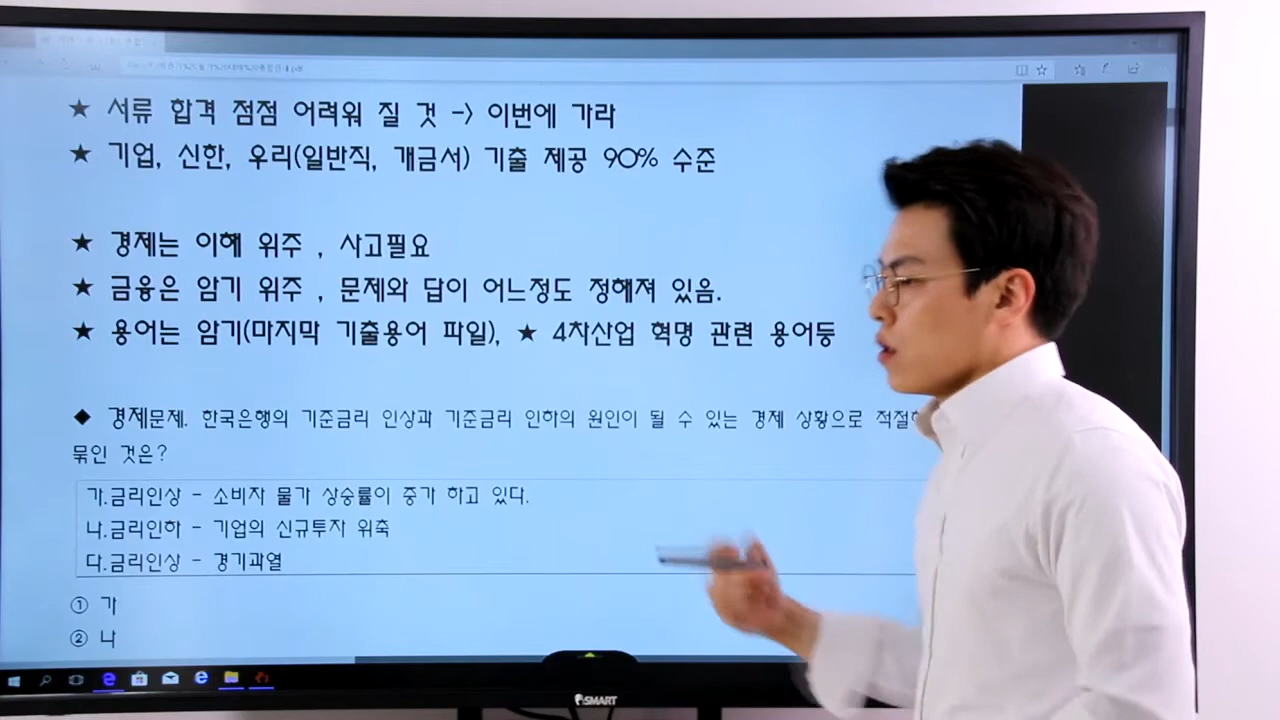 ★ 서류 합격 점점 어려워 질 것 -> 이번에 가라
★ 기업, 신한, 우리(일반직, 개금서) 기출 제공 90% 수준
★ 경제는 이해 위주 , 사고필요
★ 금융은 암기 위주 , 문제와 답이 어느정도 정해져 있음.
★ 용어는 암기(마지막 기출용어 파일), ★ 4차산업 혁명 관련 용어등
◆ 경제문제. 한국은행의 기준금리 인상과 기준금리 인하의 원인이 될 수 있는 경제 상황으로
묶인 것은?
가.금리인상 - 소비자 물가 상승률이 증가 하고 있다.
나.금리인하 - 기업의 신규투자 위축
다.금리인상 - 경기과열
① 가
② 나
SMART